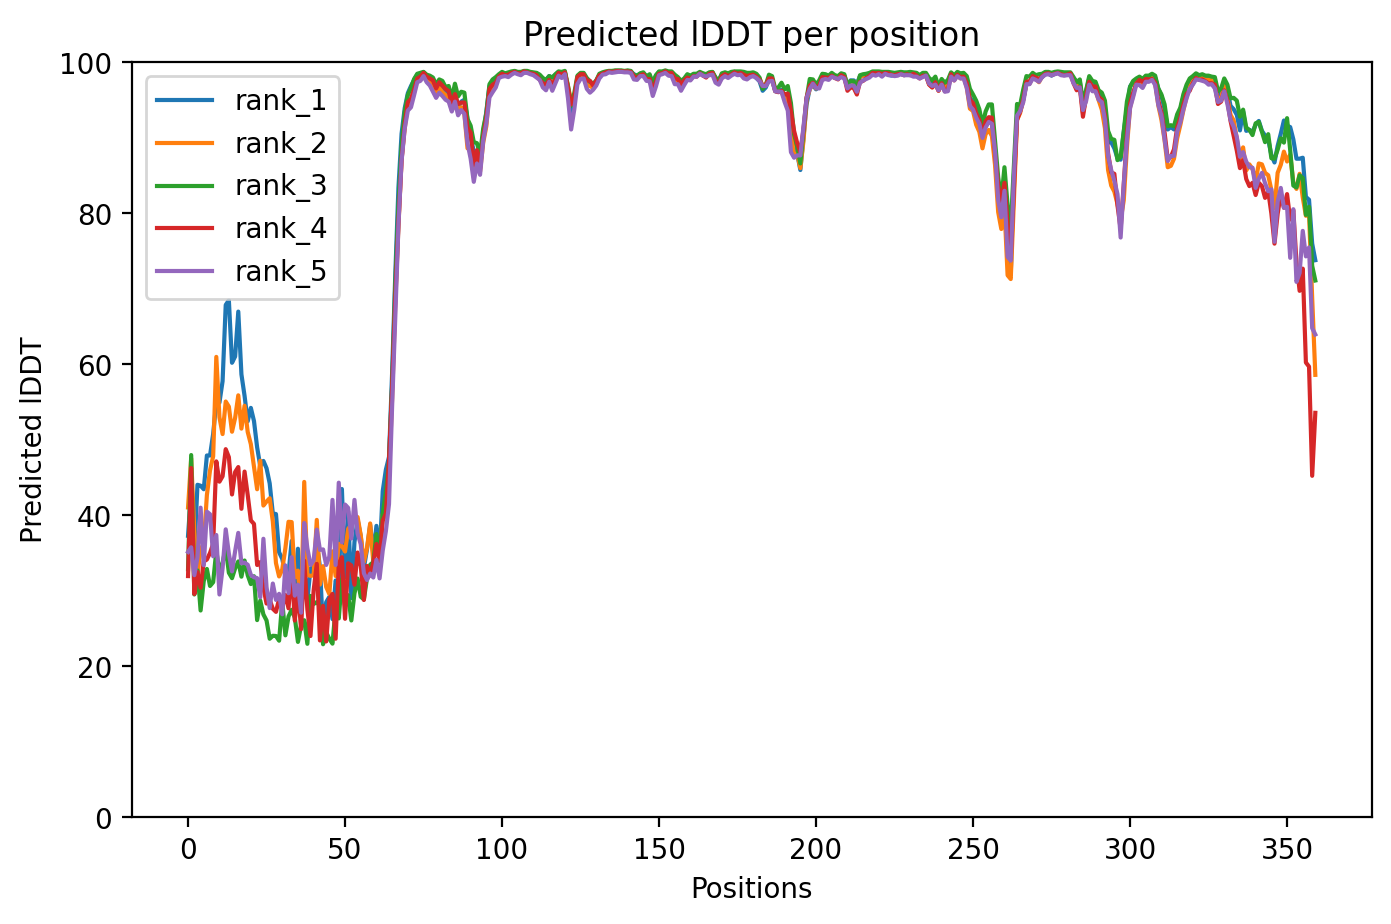 Predicted lDDT per position
100
80
60
40
20
0
Predicted lDDT
rank_1
rank_2
rank_3
rank_4
rank_5
0 50 100 150 200 250 300 350
Positions